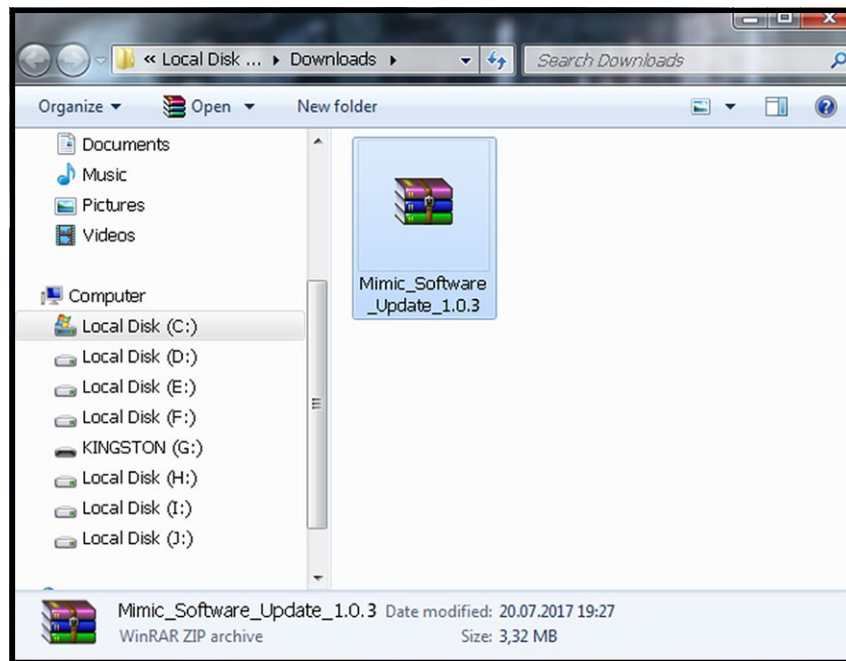 « Local Disk ... ▸ Downloads ▸
Search Downloads
Organize Open New folder
Documents
Music
Pictures
Videos
Computer
Local Disk (C:)
Local Disk (D:)
Local Disk (E:)
Local Disk (F:)
KINGSTON (G:)
Local Disk (H:)
Local Disk (I:)
Local Disk (J:)
Mimic_Software
_Update_1.0.3
Mimic_Software_Update_1.0.3 Date modified: 20.07.2017 19:27
WinRAR ZIP archive Size: 3,32 MB